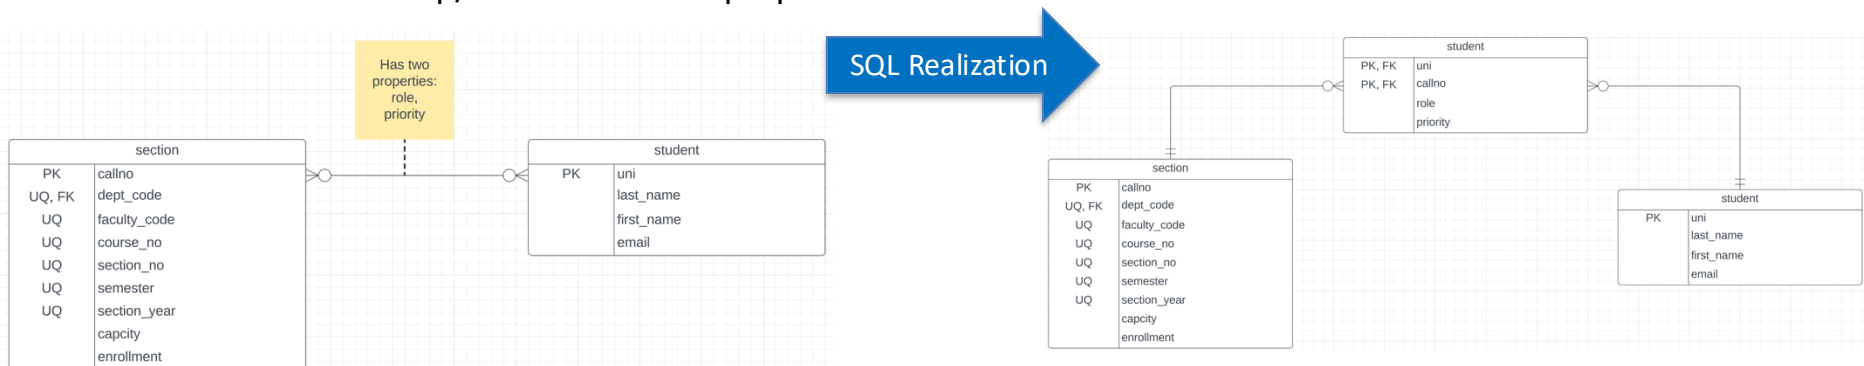 Has two
properties:
role,
priority
section
PK callno
UQ, FK dept_code
UQ faculty_code
UQ course_no
UQ section_no
UQ semester
UQ section_year
capcity
enrollment
student
PK uni
last_name
first_name
email
SQL Realization
student
PK, FK uni
PK, FK callno
role
priority
section
PK callno
UQ, FK dept_code
UQ faculty_code
UQ course_no
UQ section_no
UQ semester
UQ section_year
capcity
enrollment
student
PK uni
last_name
first_name
email